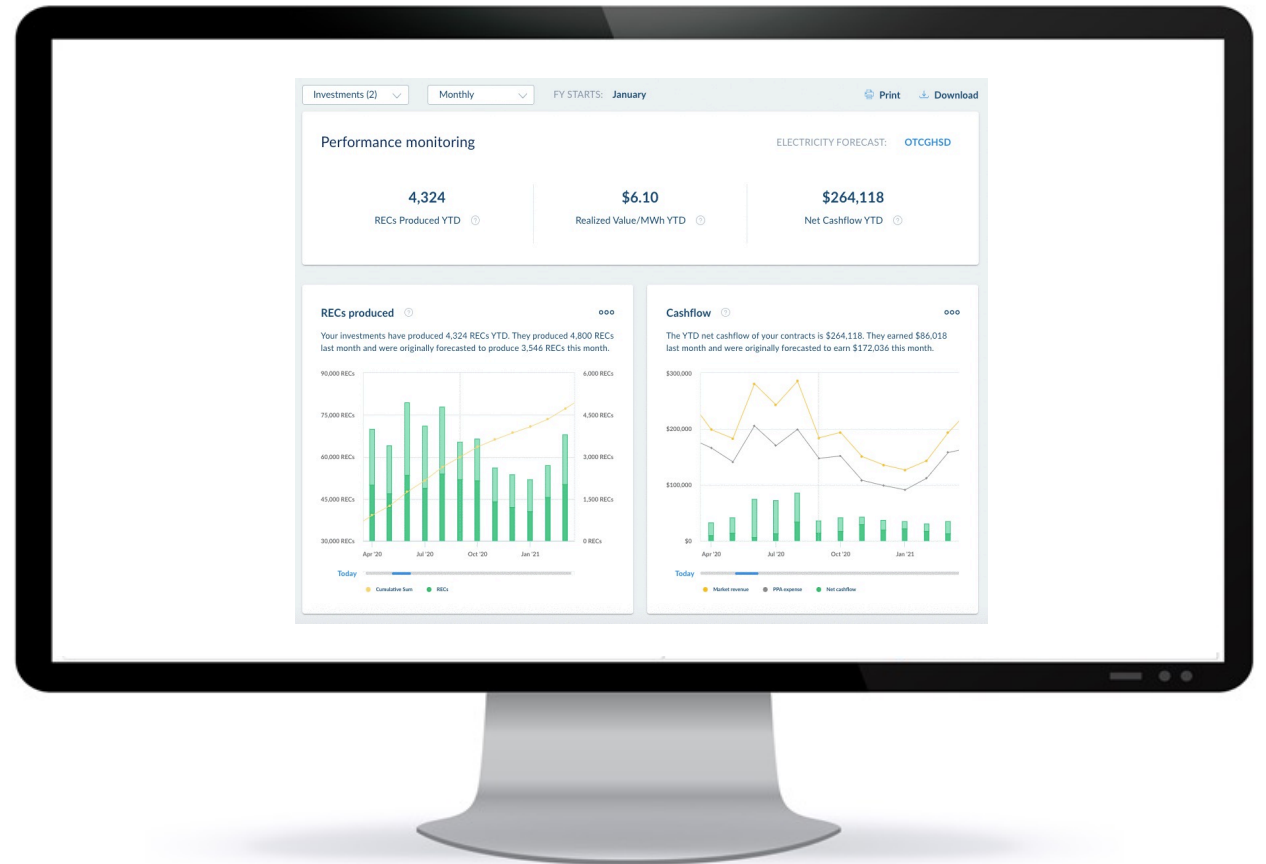 Investments (2)
Monthly
FY STARTS: January
Print
Download
Performance monitoring
ELECTRICITY FORECAST: OTCGHSD
4,324
RECs Produced YTD ?
$6.10
Realized Value/MWh YTD ?
$264,118
Net Cashflow YTD ?
RECs produced ?
Your investments have produced 4,324 RECs YTD. They produced 4,800 RECs
last month and were originally forecasted to produce 3,546 RECs this month.
90,000 RECs
75,000 RECs
60,000 RECs
45,000 RECs
30,000 RECs
6,000 RECs
4,500 RECs
3,000 RECs
1,500 RECs
0 RECs
Apr '20 Jul '20 Oct '20 Jan '21
Today
Cumulative Sum RECs
Cashflow ?
The YTD net cashflow of your contracts is $264,118. They earned $86,018
last month and were originally forecasted to earn $172,036 this month.
$300,000
$200,000
$100,000
$0
Apr '20 Jul '20 Oct '20 Jan '21
Today
Market revenue PPA expense Net cashflow